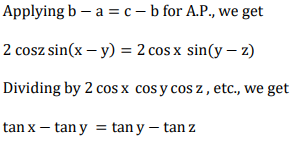 Applying b − a = c − b for A.P., we get
2 cosz sin(x − y) = 2 cos x sin(y − z)
Dividing by 2 cos x cos y cos z , etc., we get
tan x − tan y = tan y − tan z